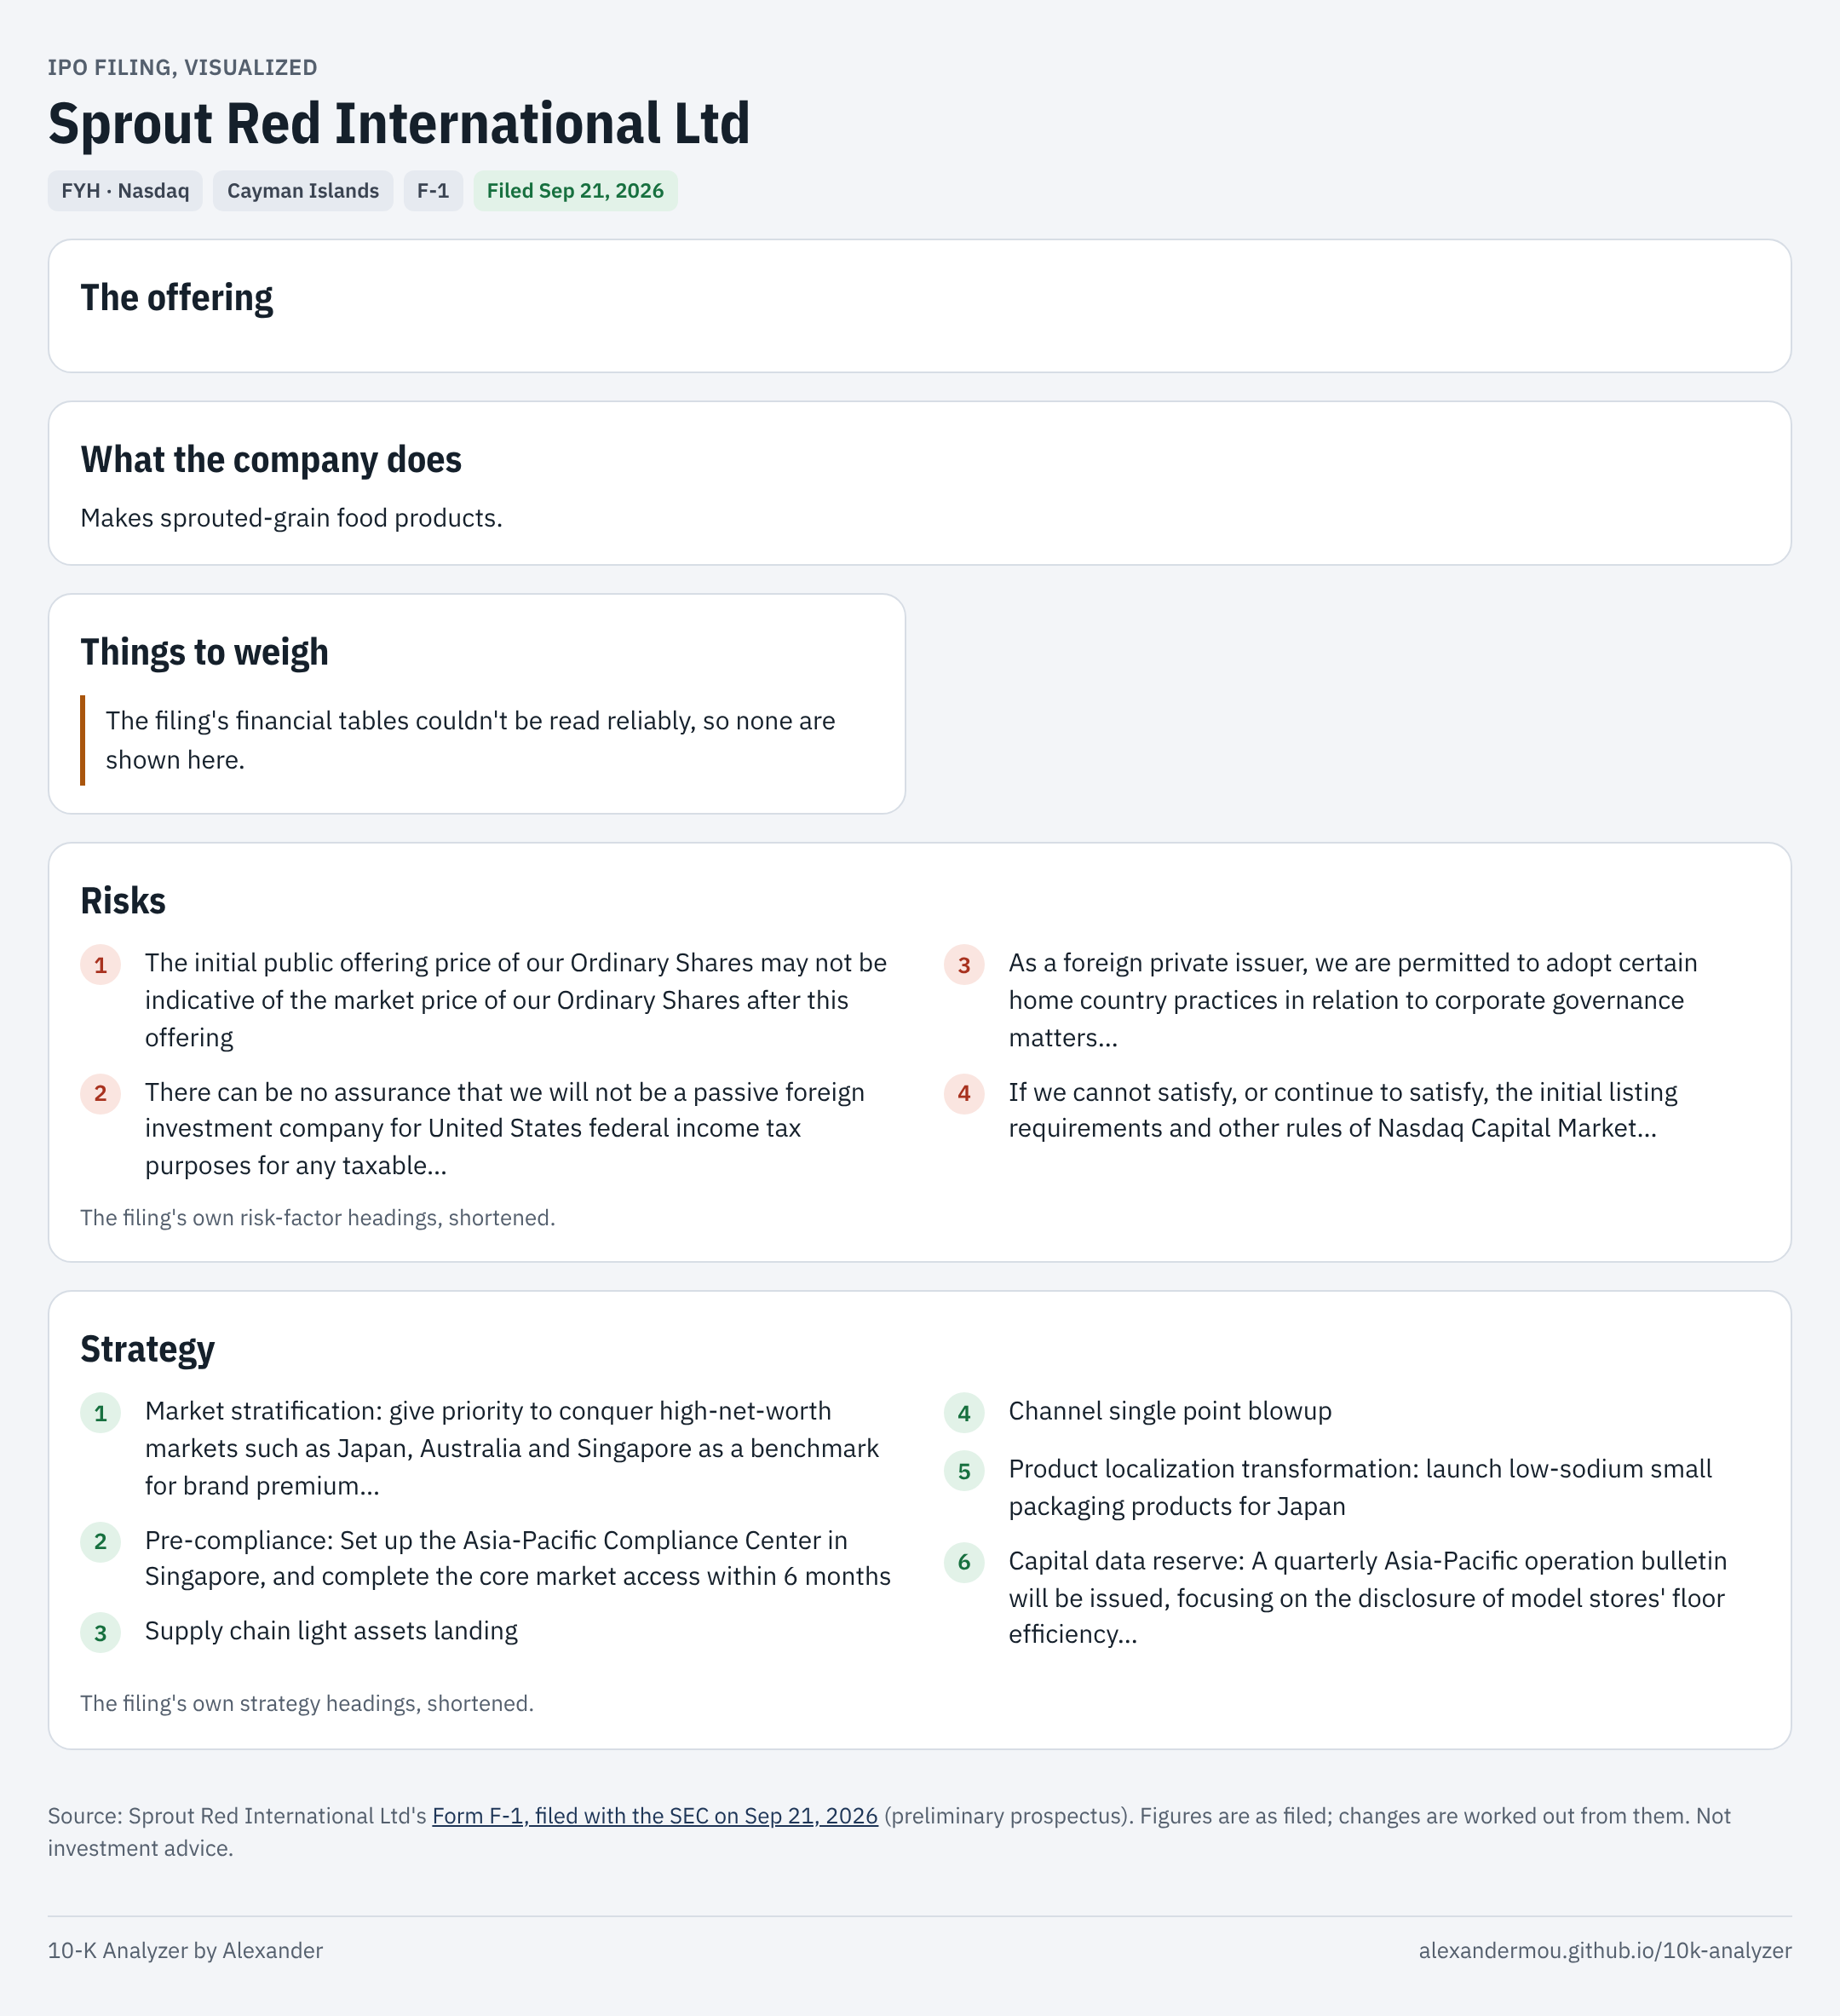 IPO FILING, VISUALIZED
Sprout Red International Ltd
FYH · Nasdaq
Cayman Islands
F-1
Filed Sep 21, 2026
The offering
What the company does
Makes sprouted-grain food products.
Things to weigh
The filing's financial tables couldn't be read reliably, so none are
shown here.
Risks
1
The initial public offering price of our Ordinary Shares may not be
indicative of the market price of our Ordinary Shares after this
offering
2
There can be no assurance that we will not be a passive foreign
investment company for United States federal income tax
purposes for any taxable…
3
As a foreign private issuer, we are permitted to adopt certain
home country practices in relation to corporate governance
matters…
4
If we cannot satisfy, or continue to satisfy, the initial listing
requirements and other rules of Nasdaq Capital Market…
The filing's own risk-factor headings, shortened.
Strategy
1
Market stratification: give priority to conquer high-net-worth
markets such as Japan, Australia and Singapore as a benchmark
for brand premium…
2
Pre-compliance: Set up the Asia-Pacific Compliance Center in
Singapore, and complete the core market access within 6 months
3
Supply chain light assets landing
4
Channel single point blowup
5
Product localization transformation: launch low-sodium small
packaging products for Japan
6
Capital data reserve: A quarterly Asia-Pacific operation bulletin
will be issued, focusing on the disclosure of model stores' floor
efficiency…
The filing's own strategy headings, shortened.
Source: Sprout Red International Ltd's Form F-1, filed with the SEC on Sep 21, 2026 (preliminary prospectus). Figures are as filed; changes are worked out from them. Not
investment advice.
10-K Analyzer by Alexander
alexandermou.github.io/10k-analyzer